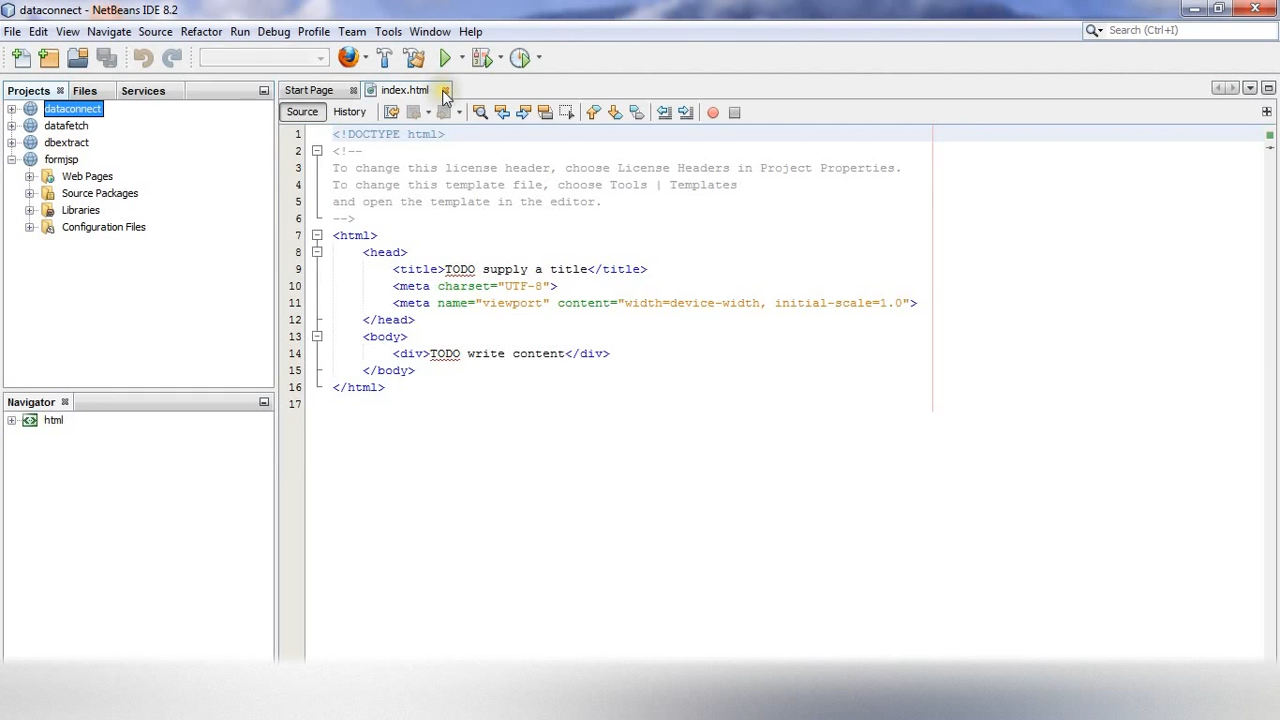 dataconnect - NetBeans IDE 8.2
File Edit View Navigate Source Refactor Run Debug Profile Team Tools Window Help
Search (Ctrl+I)
Projects Files Services
Start Page index.html
Source History
dataconnect
datafetch
dbextract
formjsp
Web Pages
Source Packages
Libraries
Configuration Files
Navigator
html
1 <!DOCTYPE html>
2 <!--
3 To change this license header, choose License Headers in Project Properties.
4 To change this template file, choose Tools | Templates
5 and open the template in the editor.
6 -->
7 <html>
8 <head>
9 <title>TODO supply a title</title>
10 <meta charset="UTF-8">
11 <meta name="viewport" content="width=device-width, initial-scale=1.0">
12 </head>
13 <body>
14 <div>TODO write content</div>
15 </body>
16 </html>
17